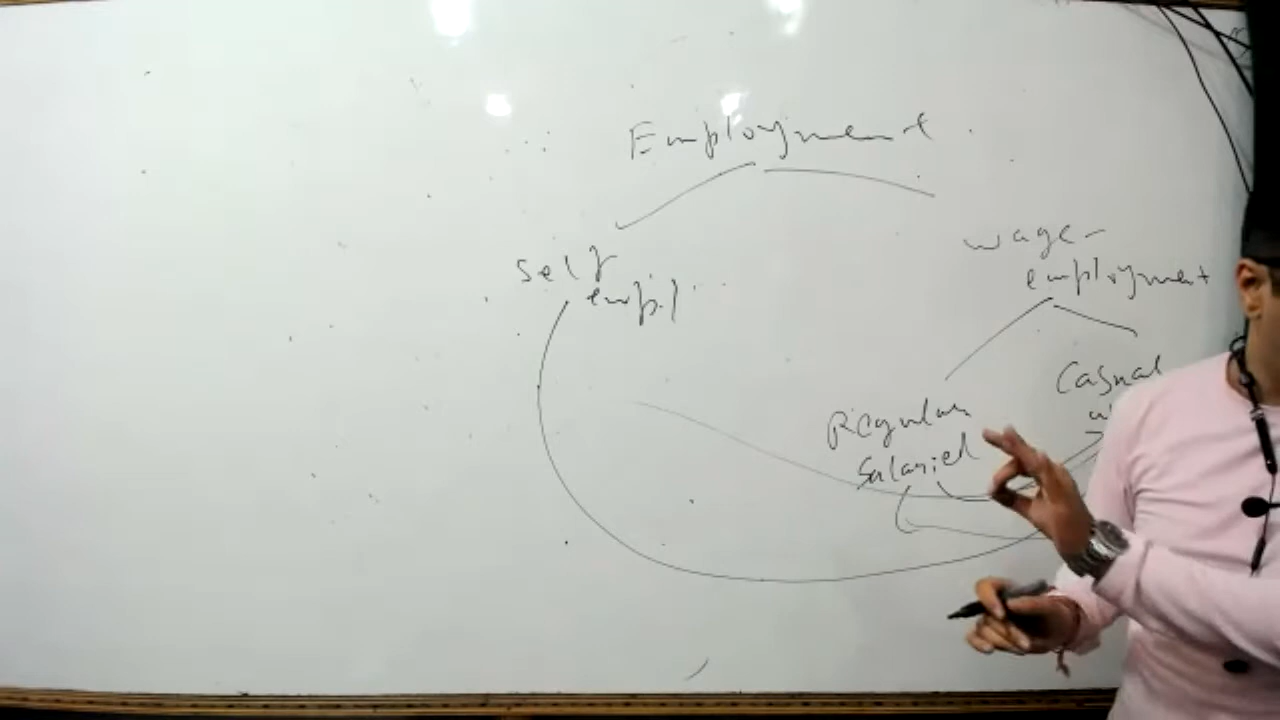 Employment
Self
empl..
wage-
employment
Regular
Salaried
Casual